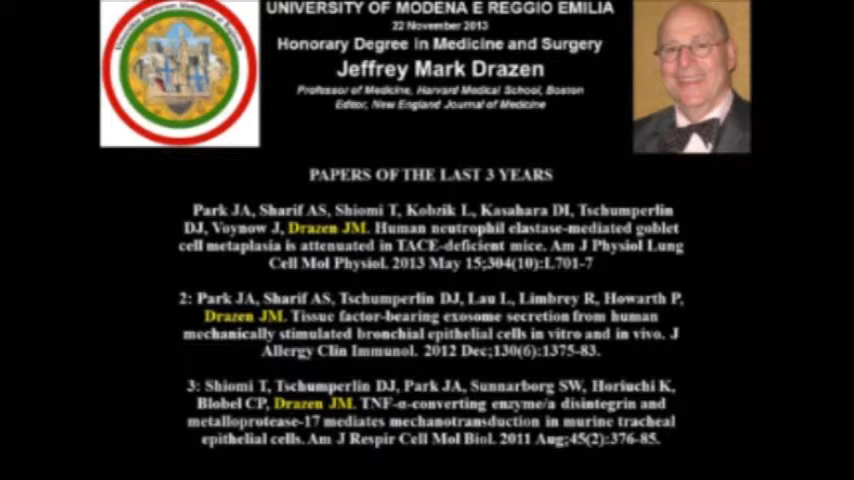 UNIVERSITY OF MODENA E REGGIO EMILIA
22 November 2013
Honorary Degree in Medicine and Surgery
Jeffrey Mark Drazen
Professor of Medicine, Harvard Medical School, Boston
Editor, New England Journal of Medicine
PAPERS OF THE LAST 3 YEARS
Park JA, Sharif AS, Shiomi T, Kobzik L, Kasahara DI, Tschumperlin
DJ, Voynow J, Drazen JM. Human neutrophil elastase-mediated goblet
cell metaplasia is attenuated in TACE-deficient mice. Am J Physiol Lung
Cell Mol Physiol. 2013 May 15;304(10):L701-7
2: Park JA, Sharif AS, Tschumperlin DJ, Lau L, Limbrey R, Howarth P,
Drazen JM. Tissue factor-bearing exosome secretion from human
mechanically stimulated bronchial epithelial cells in vitro and in vivo. J
Allergy Clin Immunol. 2012 Dec;130(6):1375-83.
3: Shiomi T, Tschumperlin DJ, Park JA, Sunnarborg SW, Horiuchi K,
Blobel CP, Drazen JM. TNF-α-converting enzyme/a disintegrin and
metalloprotease-17 mediates mechanotransduction in murine tracheal
epithelial cells. Am J Respir Cell Mol Biol. 2011 Aug;45(2):376-85.